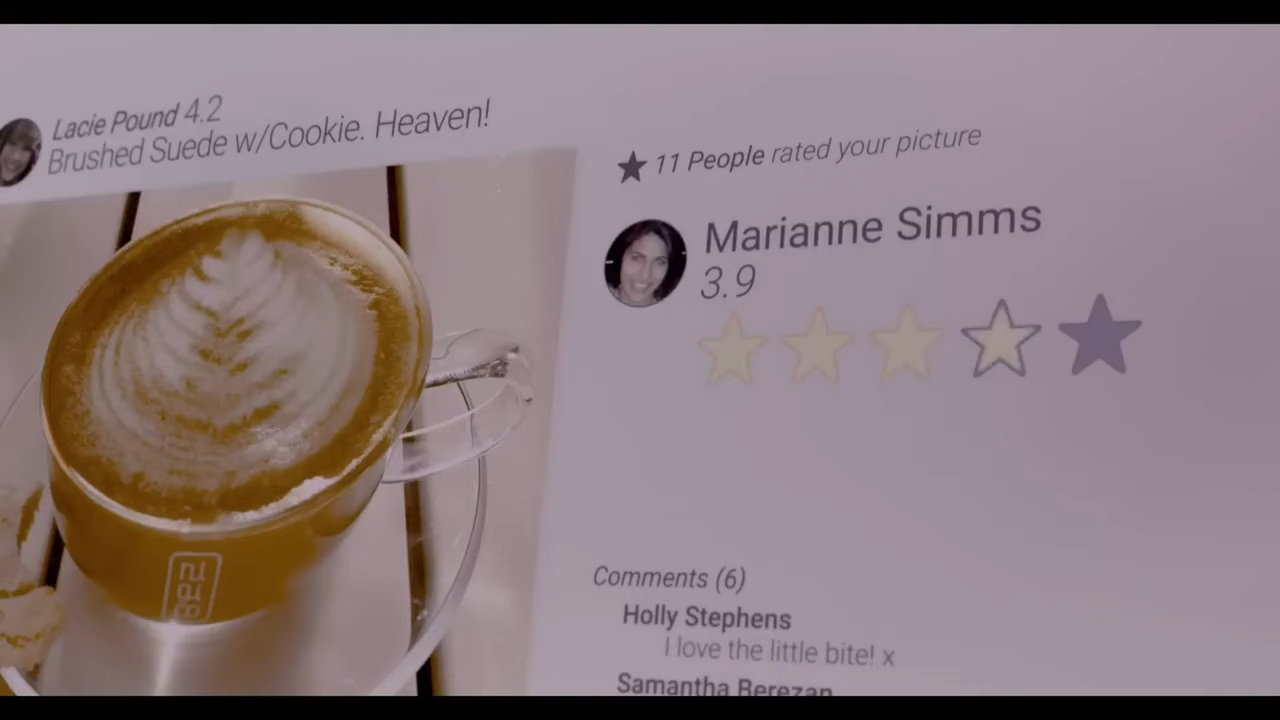 Lacie Pound 4.2
Brushed Suede w/Cookie. Heaven!
11 People rated your picture
Marianne Simms
3.9
Comments (6)
Holly Stephens
I love the little bite! x
Samantha Berezan